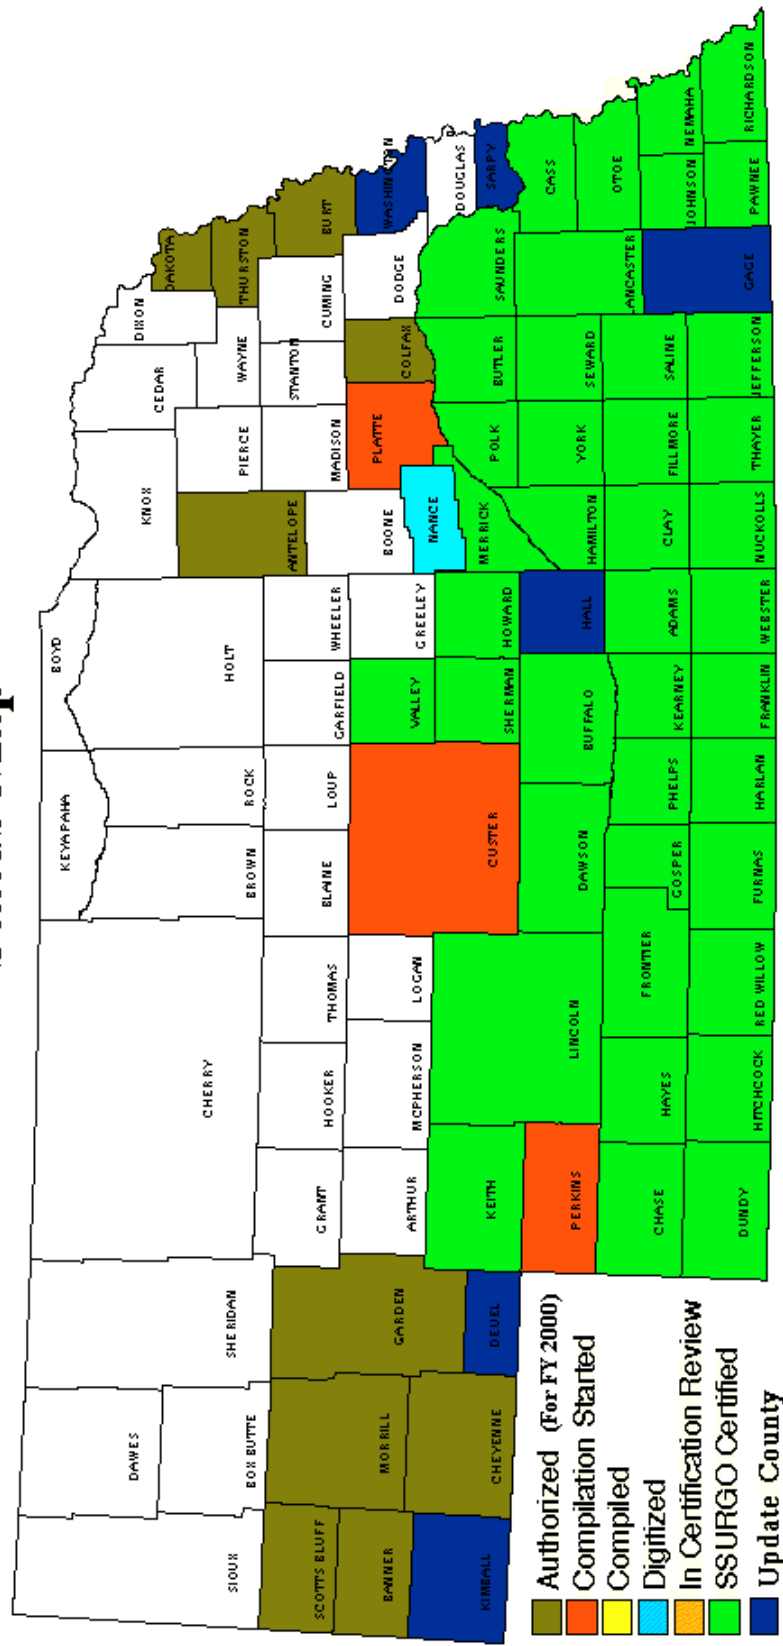 SIOUX
DAWES
BOX BUTTE
SHERIDAN
CHERRY
KEYAPAHA
BROWN
ROCK
BOYD
HOLT
KNOX
CEDAR
DIXON
DAKOTA
ANTELOPE
PIERCE
WAYNE
THURSTON
SCOTTS BLUFF
BANNER
KIMBALL
MORRILL
CHEYENNE
GARDEN
DEUEL
GRANT
HOOKER
THOMAS
BLAINE
LOUP
GARFIELD
WHEELER
BOONE
MADISON
STANTON
CUMING
BURT
ARTHUR
MCPHERSON
LOGAN
CUSTER
VALLEY
GREELEY
NANCE
PLATTE
COLFAX
DODGE
WASHINGTON
KEITH
LINCOLN
SHERMAN
HOWARD
MERRICK
POLK
BUTLER
SAUNDERS
DOUGLAS
SARPY
PERKINS
DAWSON
BUFFALO
HALL
HAMILTON
YORK
SEWARD
LANCASTER
CASS
CHASE
HAYES
FRONTIER
GOSPER
PHELPS
KEARNEY
ADAMS
CLAY
FILLMORE
SALINE
GAGE
OTOE
JOHNSON
NEMAHA
DUNDY
HITCHCOCK
RED WILLOW
FURNAS
HARLAN
FRANKLIN
WEBSTER
NUCKOLLS
THAYER
JEFFERSON
PAWNEE
RICHARDSON
Authorized (For FY 2000)
Compilation Started
Compiled
Digitized
In Certification Review
SSURGO Certified
Update County